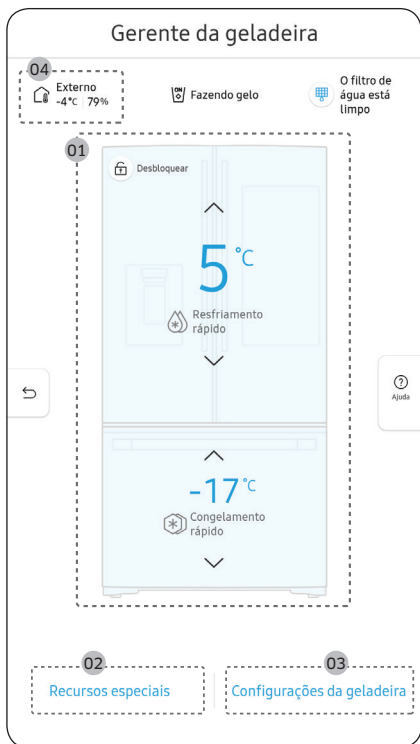 Gerente da geladeira
04
Externo
-4°C 79%
ON
Fazendo gelo
O filtro de
água está
limpo
01
Desbloquear
5°C
Resfriamento
rápido
?
Ajuda
-17°C
Congelamento
rápido
02
Recursos especiais
03
Configurações da geladeira